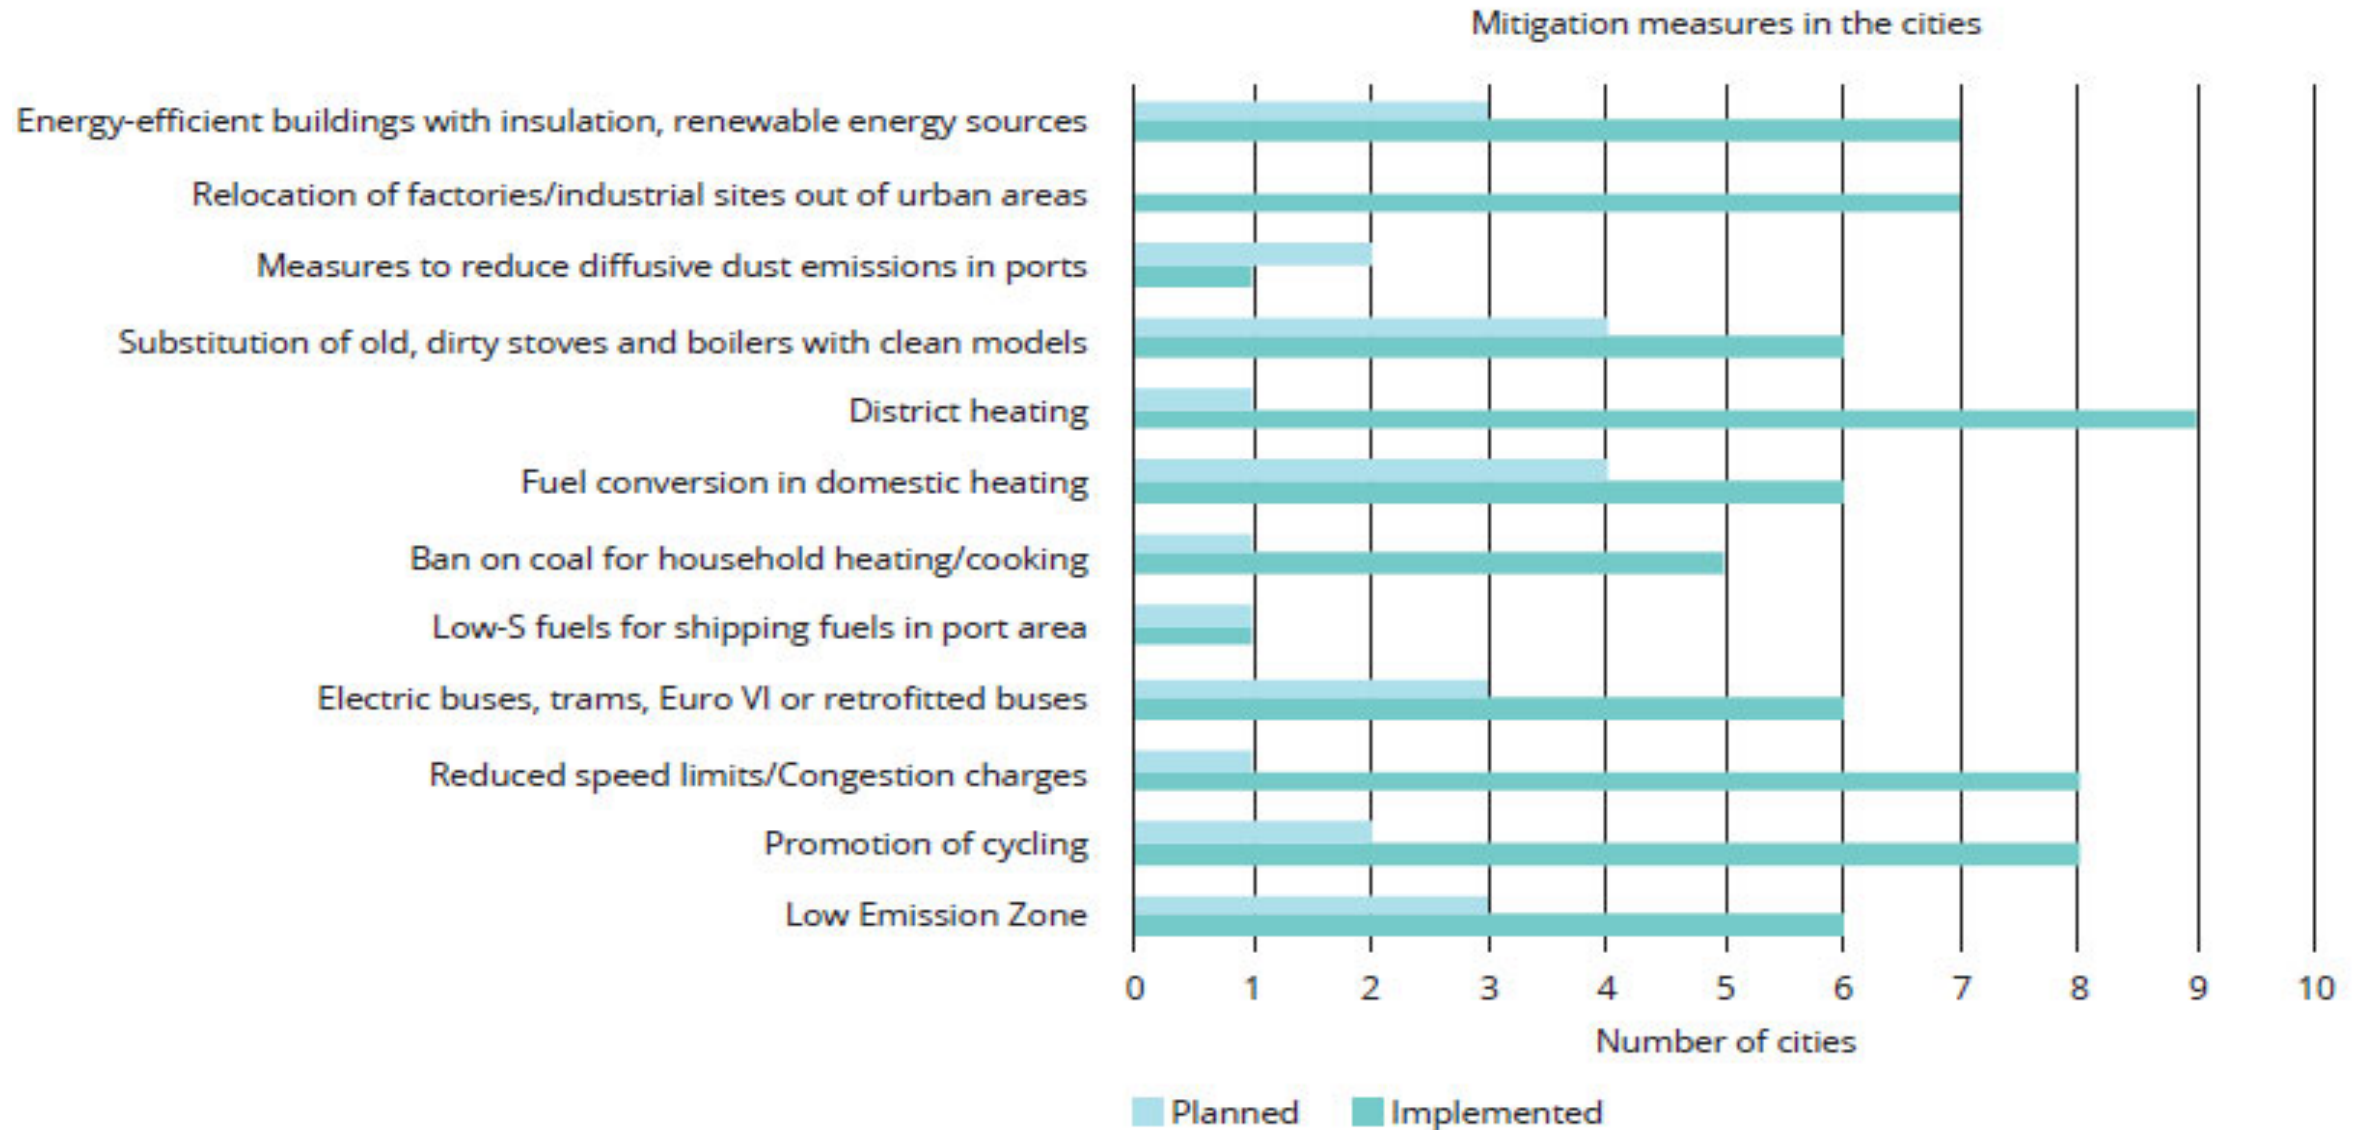 Mitigation measures in the cities
Energy-efficient buildings with insulation, renewable energy sources
Relocation of factories/industrial sites out of urban areas
Measures to reduce diffusive dust emissions in ports
Substitution of old, dirty stoves and boilers with clean models
District heating
Fuel conversion in domestic heating
Ban on coal for household heating/cooking
Low-S fuels for shipping fuels in port area
Electric buses, trams, Euro VI or retrofitted buses
Reduced speed limits/Congestion charges
Promotion of cycling
Low Emission Zone
0 1 2 3 4 5 6 7 8 9 10
Number of cities
Planned Implemented